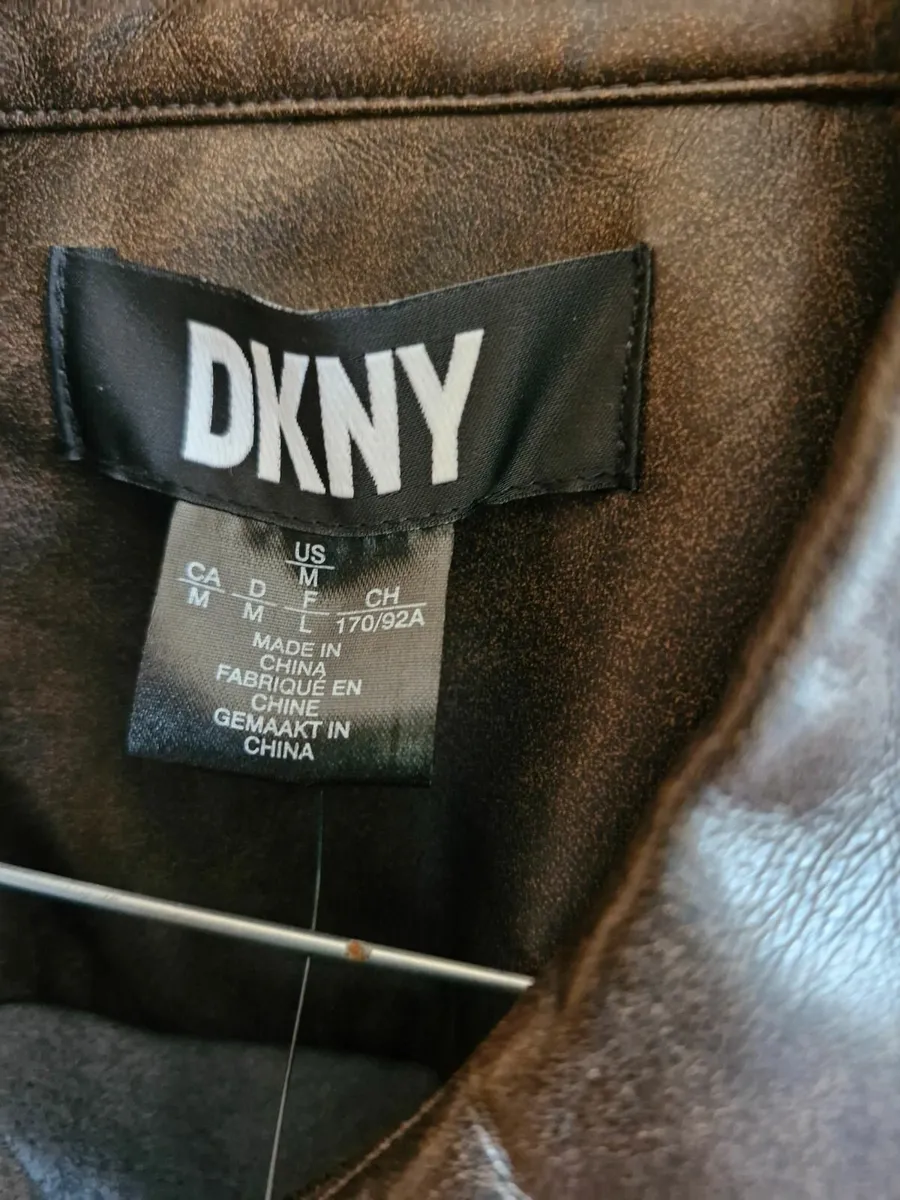 DKNY
US
M
CA D F CH
M M L 170/92A
MADE IN
CHINA
FABRIQUÉ EN
CHINE
GEMAAKT IN
CHINA